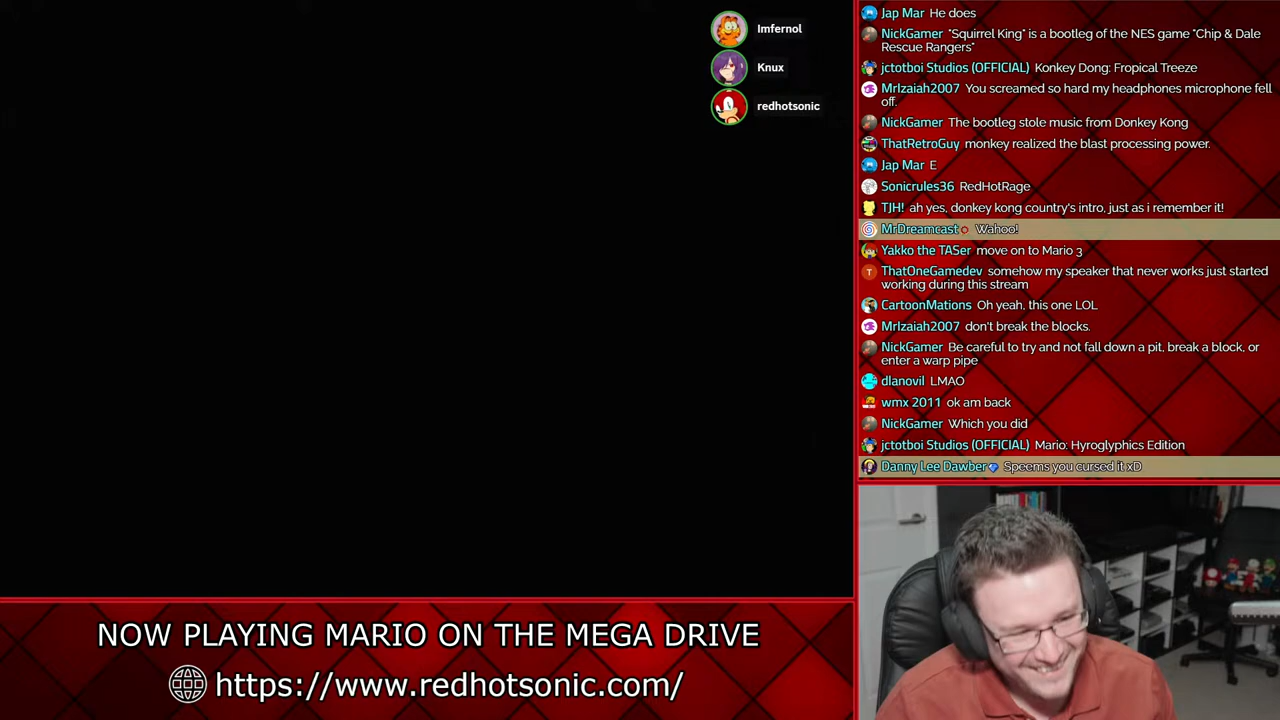 Imfernol
Knux
redhotsonic
Jap Mar He does
NickGamer "Squirrel King" is a bootleg of the NES game "Chip & Dale
Rescue Rangers"
jctotboi Studios (OFFICIAL) Konkey Dong: Fropical Treeze
MrIzaiah2007 You screamed so hard my headphones microphone fell
off.
NickGamer The bootleg stole music from Donkey Kong
ThatRetroGuy monkey realized the blast processing power.
Jap Mar E
Sonicrules36 RedHotRage
TJH! ah yes, donkey kong country's intro, just as i remember it!
MrDreamcast Wahoo!
Yakko the TASer move on to Mario 3
T ThatOneGamedev somehow my speaker that never works just started
working during this stream
CartoonMations Oh yeah, this one LOL
MrIzaiah2007 don't break the blocks.
NickGamer Be careful to try and not fall down a pit, break a block, or
enter a warp pipe
dlanovil LMAO
wmx 2011 ok am back
NickGamer Which you did
jctotboi Studios (OFFICIAL) Mario: Hyroglyphics Edition
Danny Lee Dawber Speems you cursed it xD
NOW PLAYING MARIO ON THE MEGA DRIVE
https://www.redhotsonic.com/